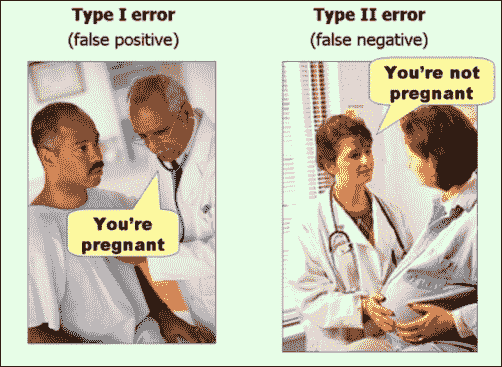 Type I error
(false positive)
You're
pregnant
Type II error
(false negative)
You're not
pregnant